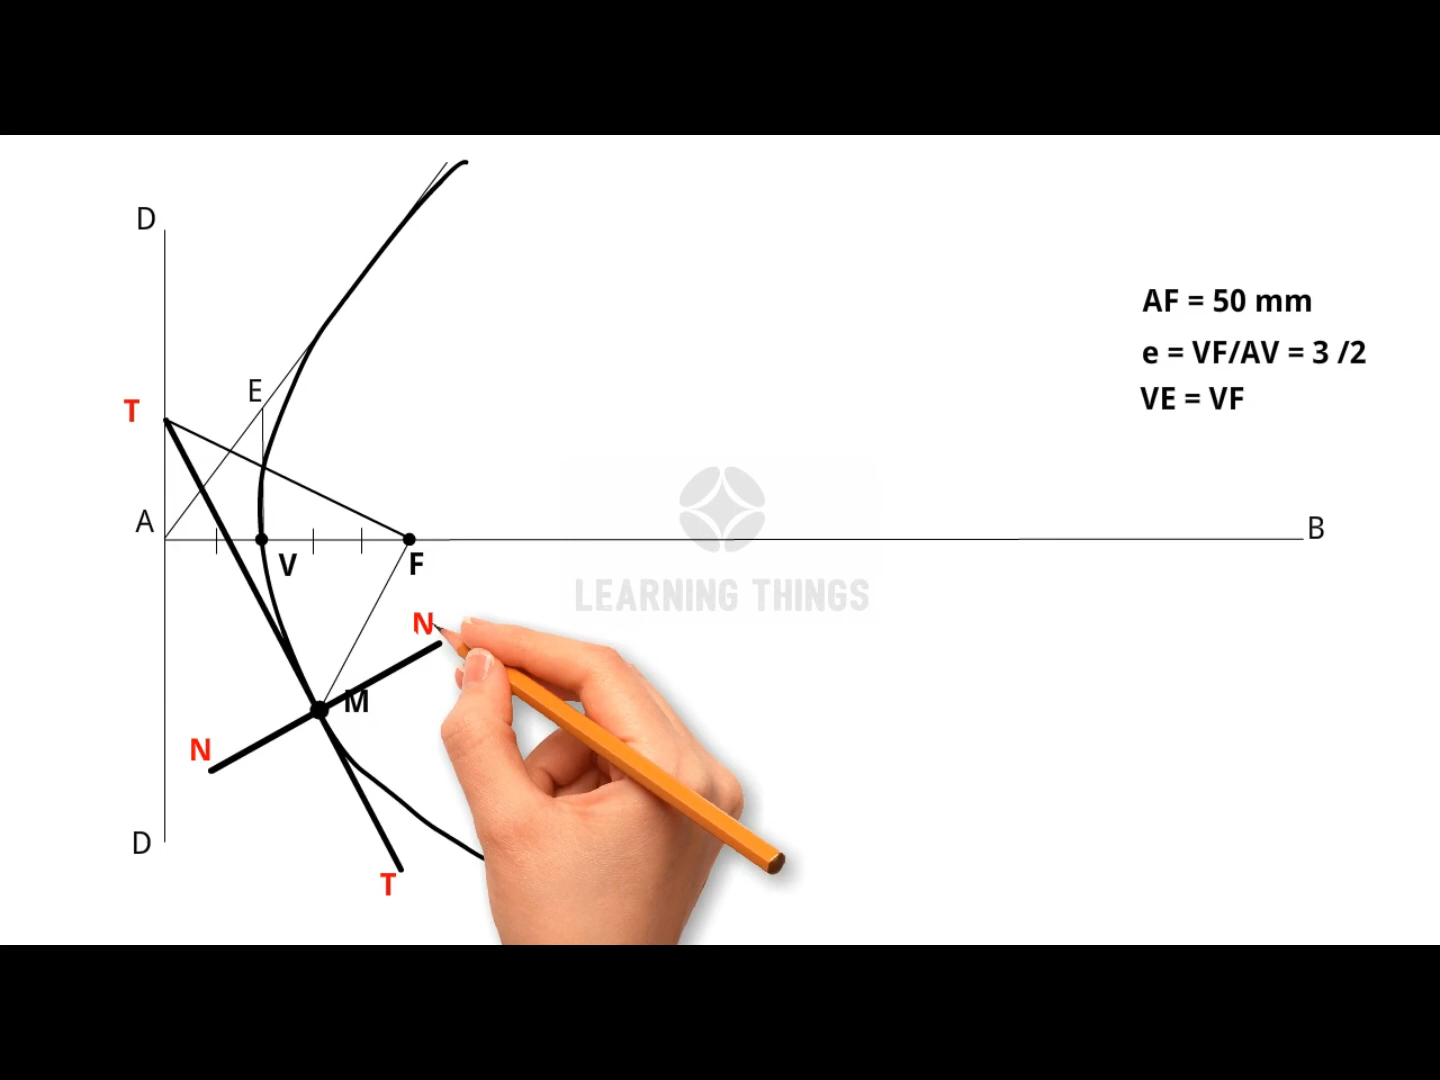 D
AF = 50 mm
e = VF/AV = 3 /2
E
VE = VF
T
A
B
V
F
LEARNING THINGS
N
M
N
D
T